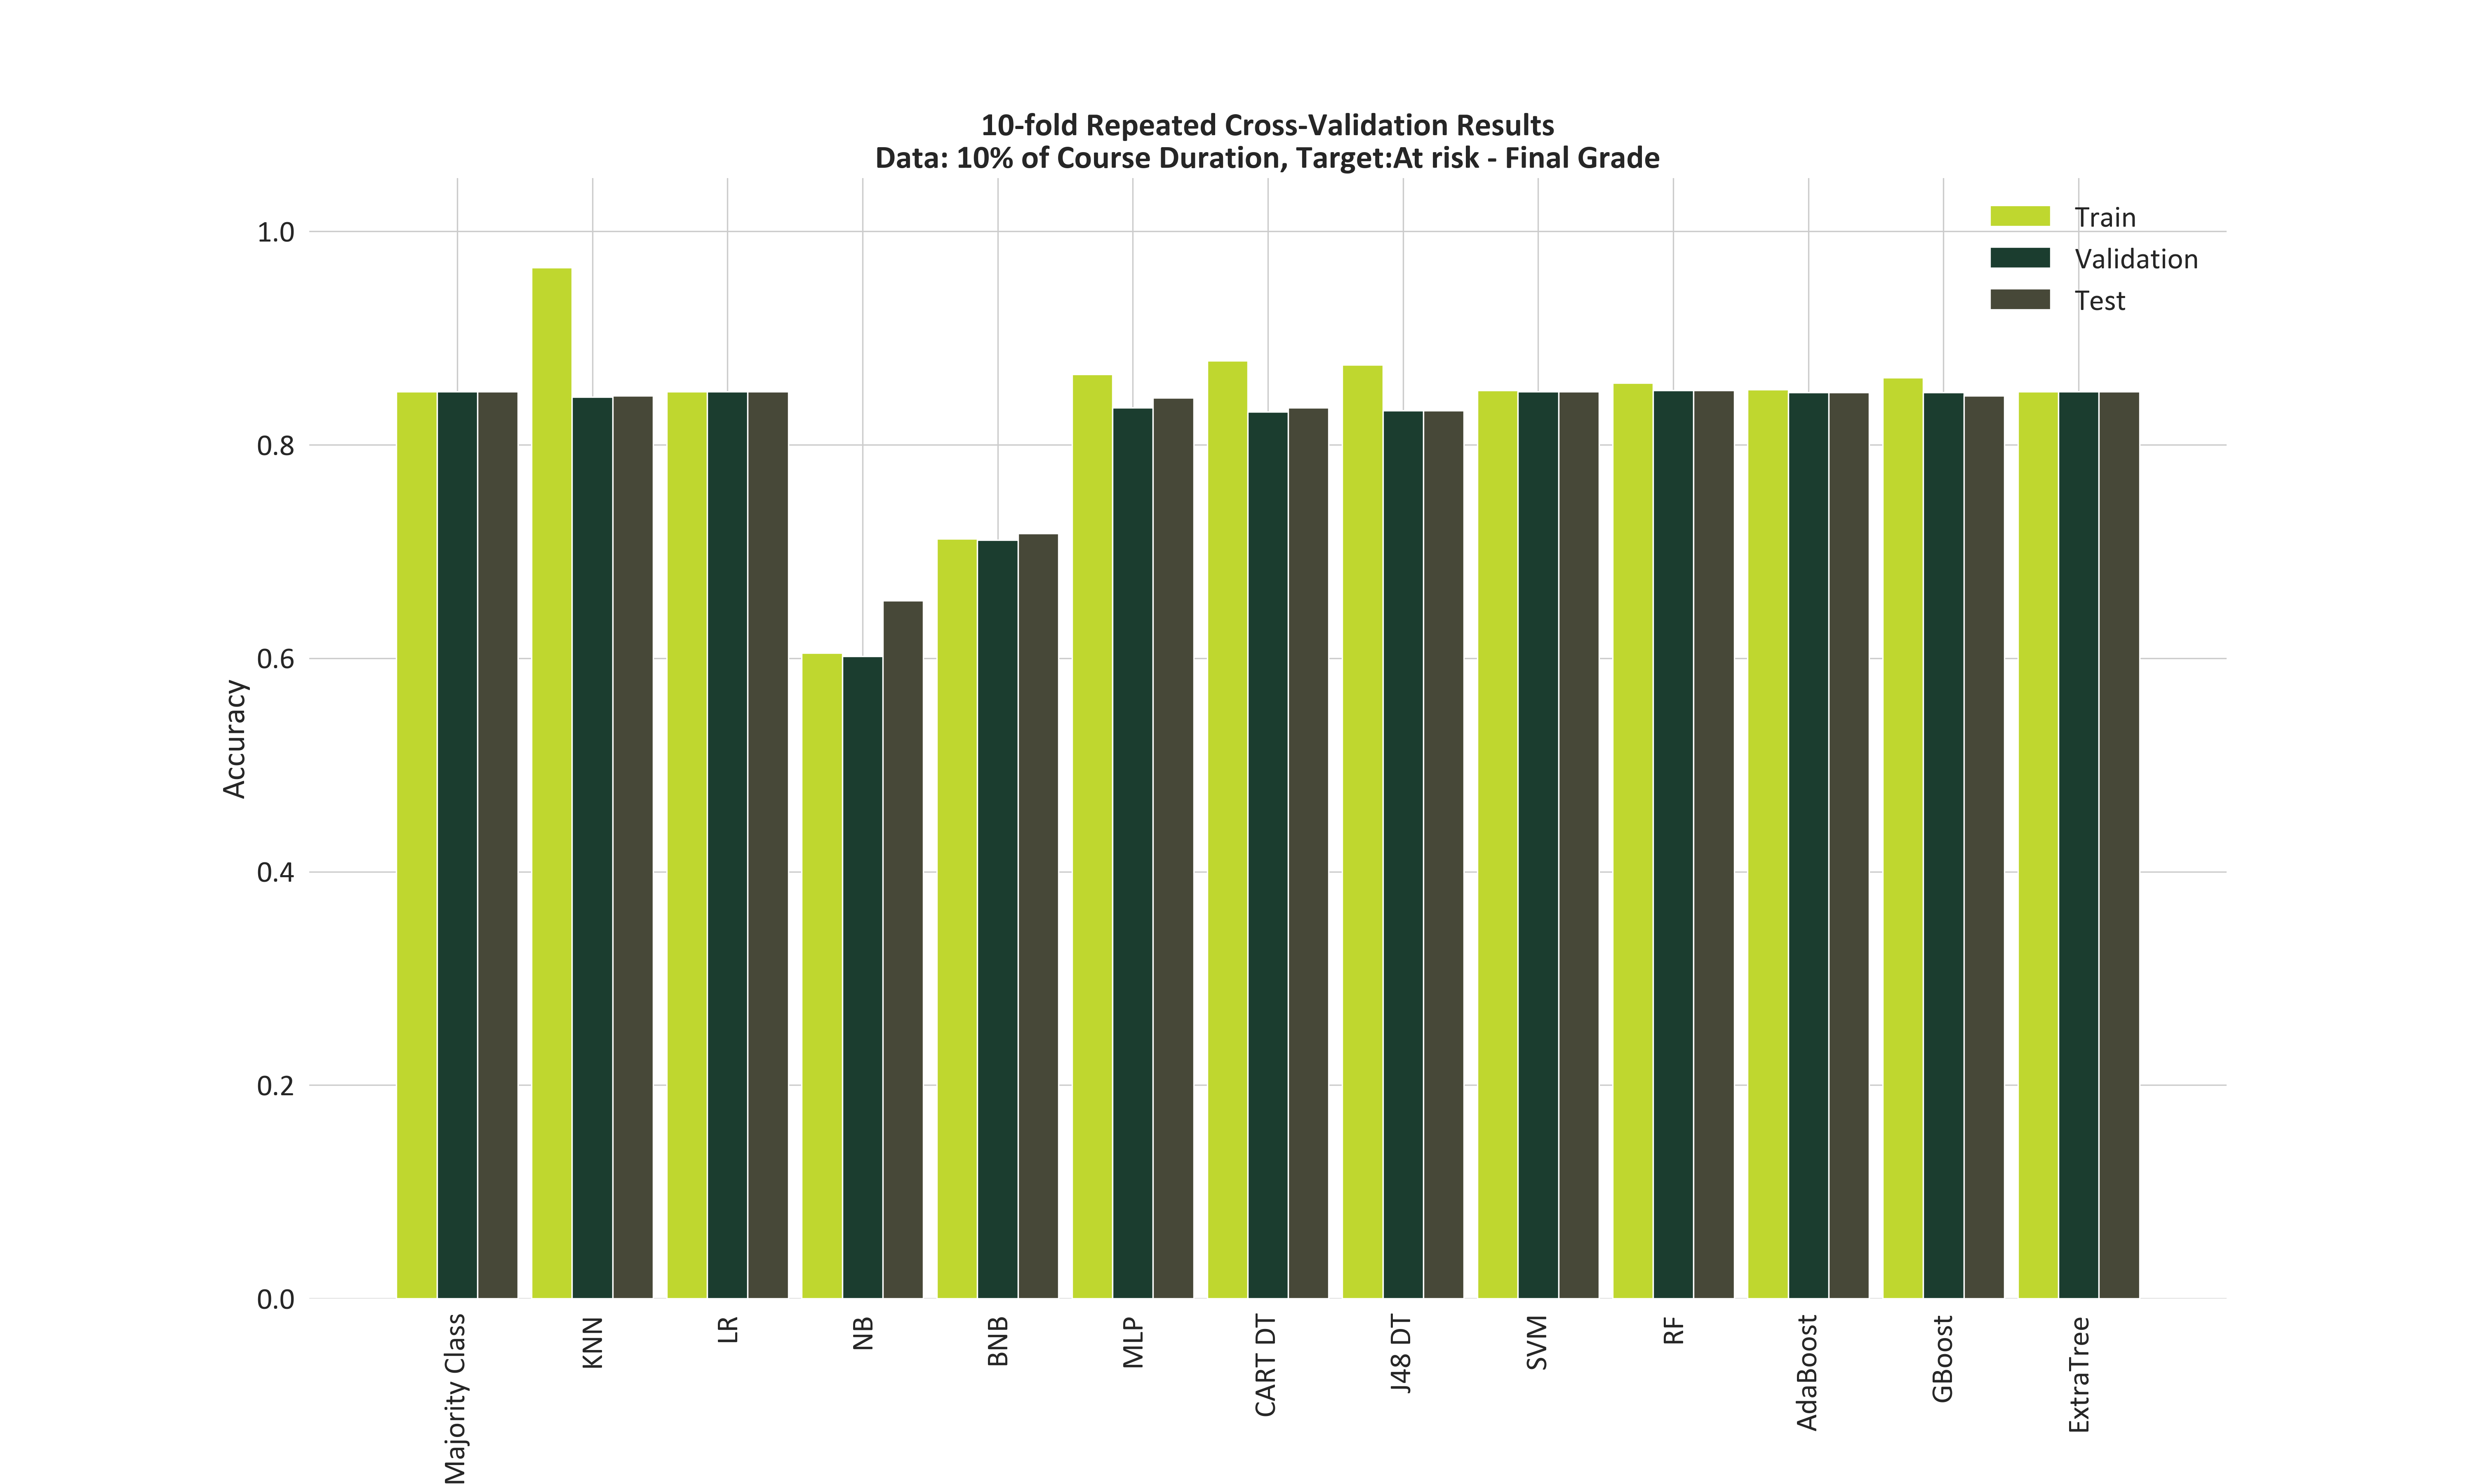 10-fold Repeated Cross-Validation Results
Data: 10% of Course Duration, Target:At risk - Final Grade
Train
Validation
Test
1.0
0.8
0.6
0.4
0.2
0.0
Accuracy
Majority Class
KNN
LR
NB
BNB
MLP
CART DT
J48 DT
SVM
RF
AdaBoost
GBoost
ExtraTree